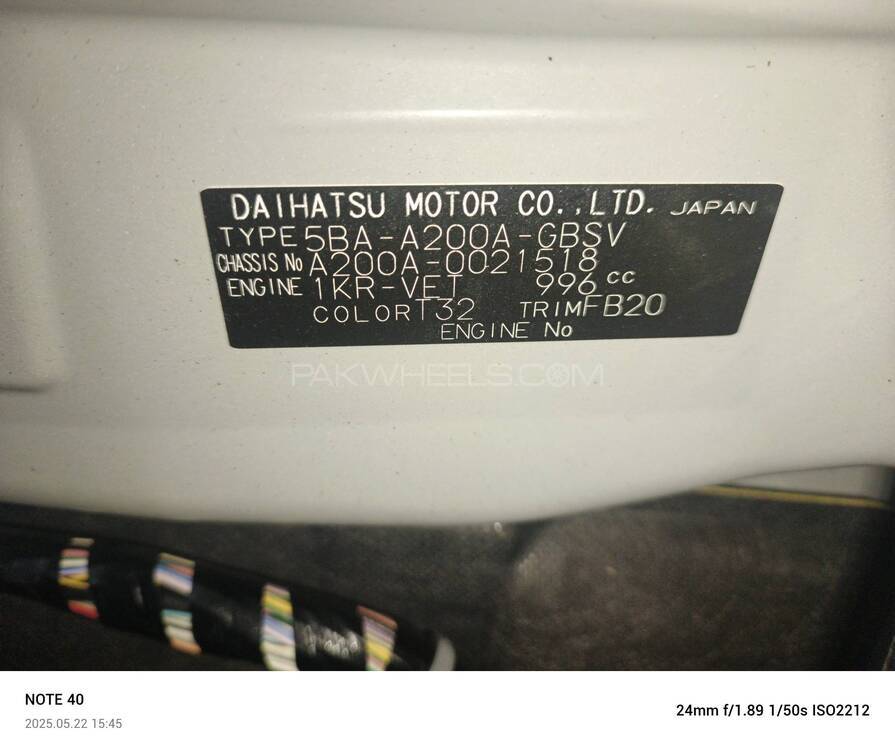 DAIHATSU MOTOR CO.,LTD. JAPAN
TYPE 5BA-A200A-GBSV
CHASSIS No A200A-0021518
ENGINE 1KR-VET 996 cc
COLOR T32 TRIM FB20
ENGINE No
PAKWHEELS.COM
NOTE 40
2025.05.22 15:45
24mm f/1.89 1/50s ISO2212